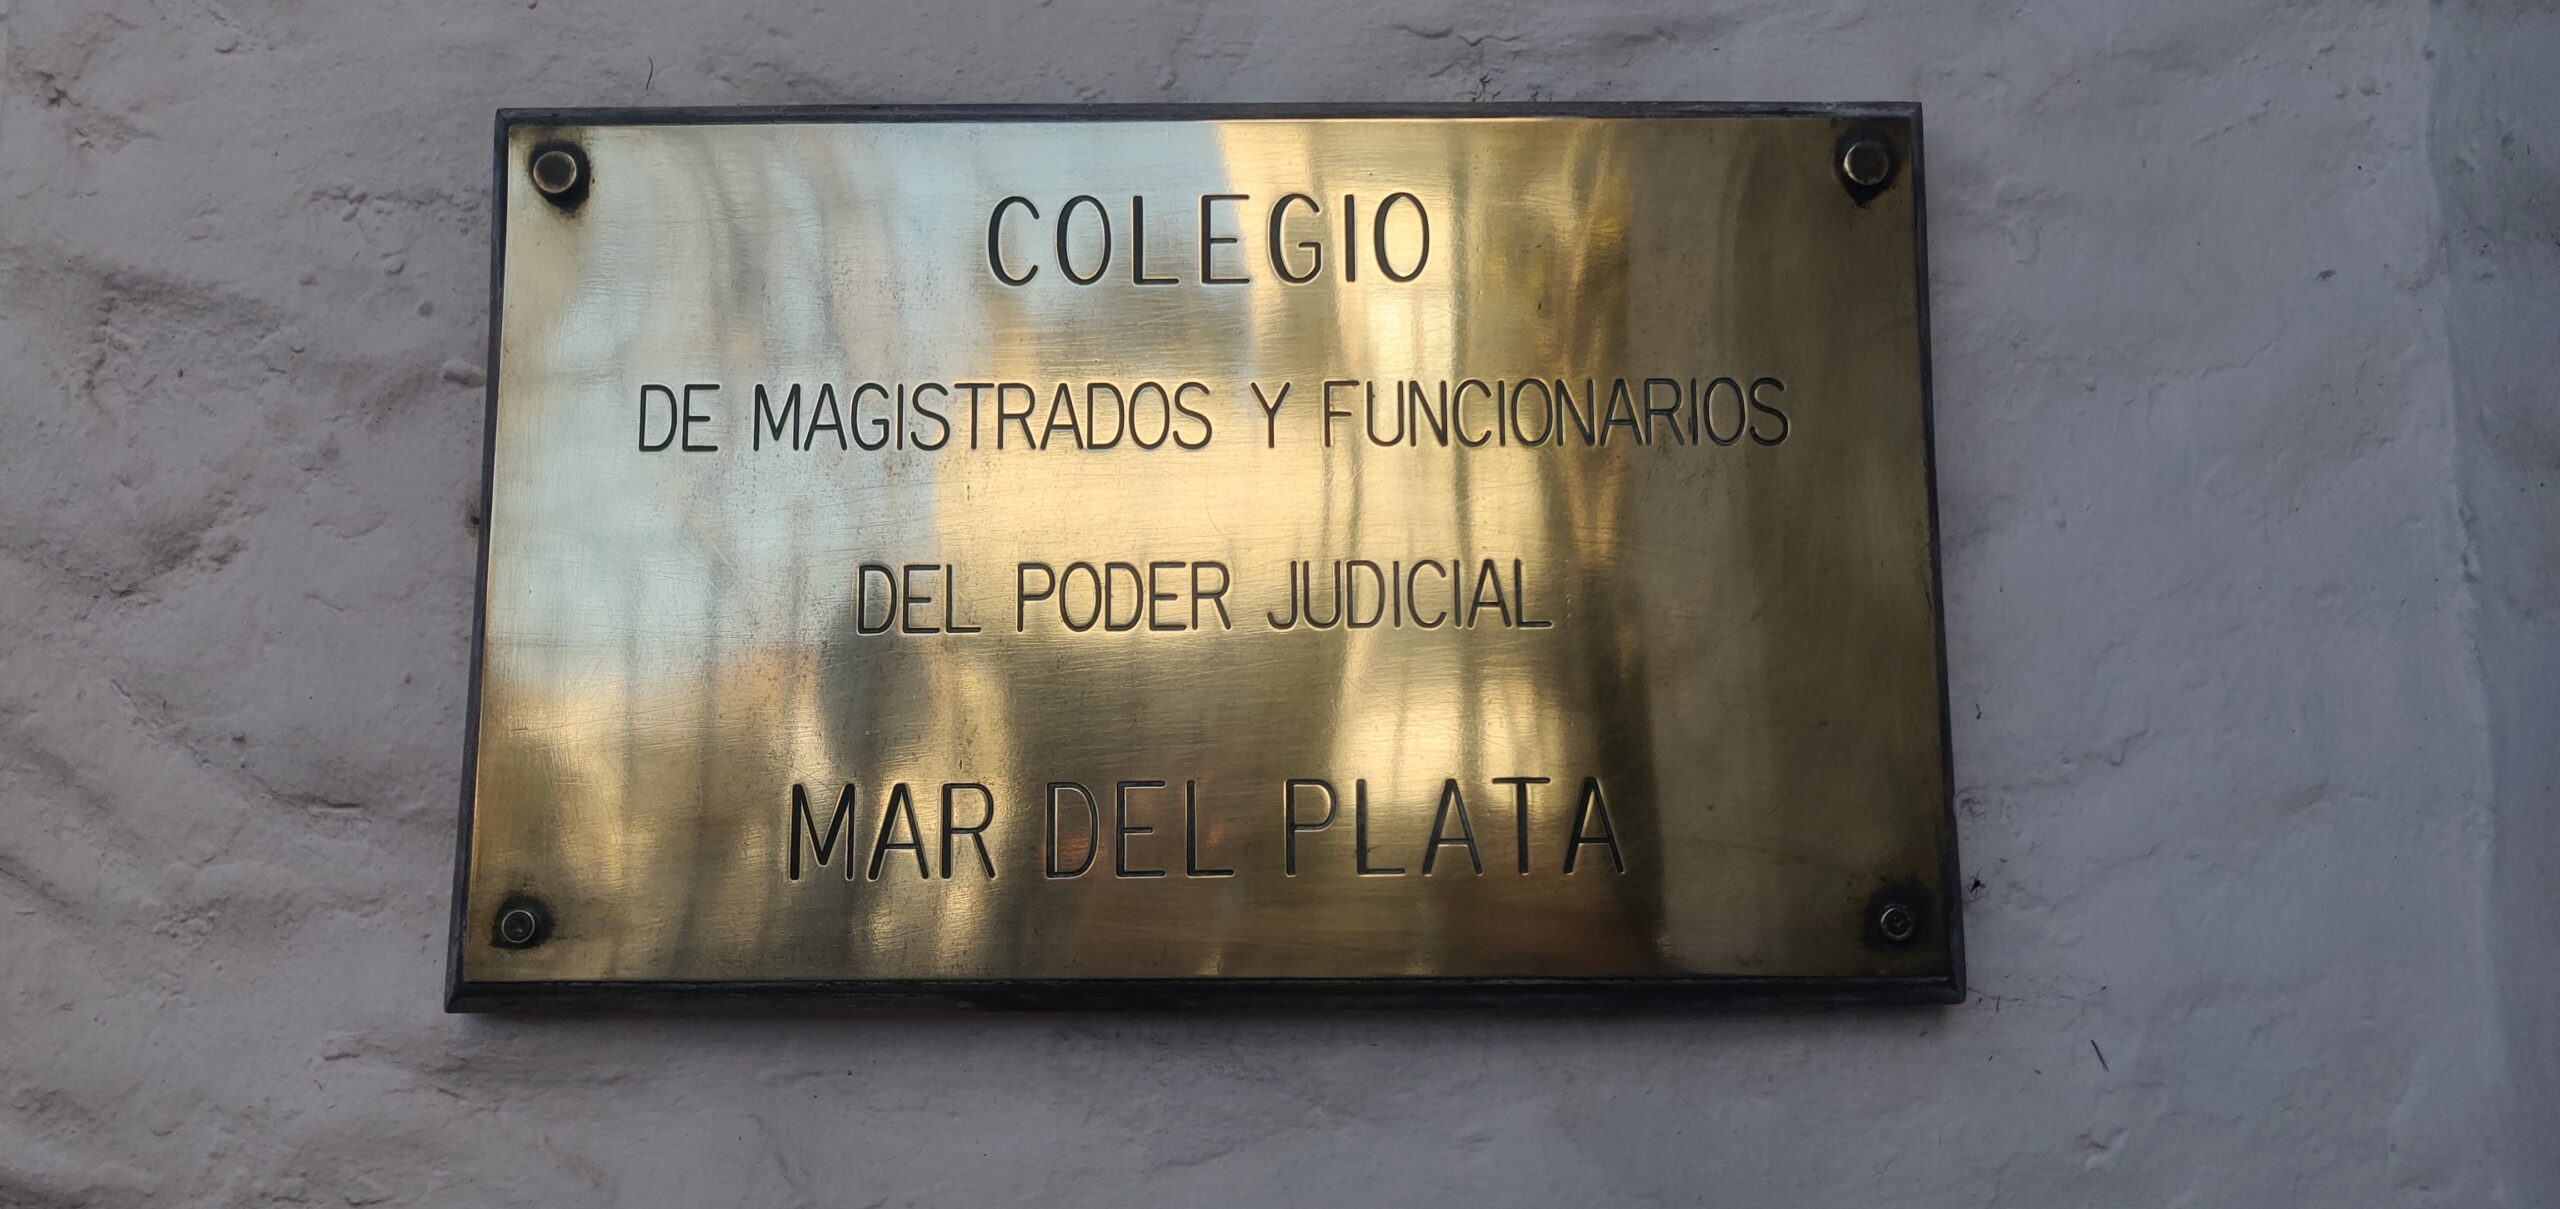 COLEGIO
DE MAGISTRADOS Y FUNCIONARIOS
DEL PODER JUDICIAL
MAR DEL PLATA